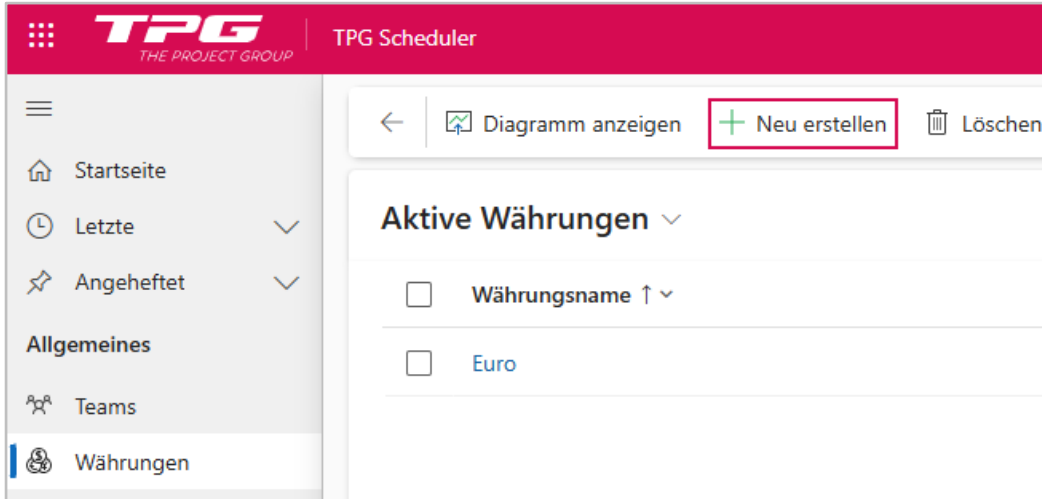 TPG
THE PROJECT GROUP
TPG Scheduler
Diagramm anzeigen
Neu erstellen
Löschen
Startseite
Letzte
Angeheftet
Allgemeines
Teams
Währungen
Aktive Währungen
Währungsname ↑
Euro